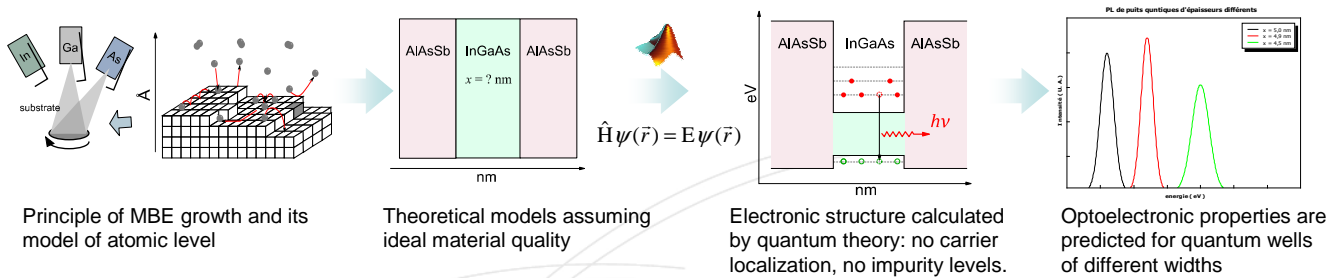 In
Ga
As
substrate
Å
Principle of MBE growth and its
model of atomic level
AlAsSb
InGaAs
AlAsSb
x = ? nm
nm
Theoretical models assuming
ideal material quality
Ĥψ(r⃗) = Eψ(r⃗)
AlAsSb
InGaAs
AlAsSb
eV
hν
nm
Electronic structure calculated
by quantum theory: no carrier
localization, no impurity levels.
PL de puits quntiques d'épaisseurs différents
x = 5,0 nm
x = 4,9 nm
x = 4,5 nm
Intensité ( U. A.)
energie ( eV )
Optoelectronic properties are
predicted for quantum wells
of different widths